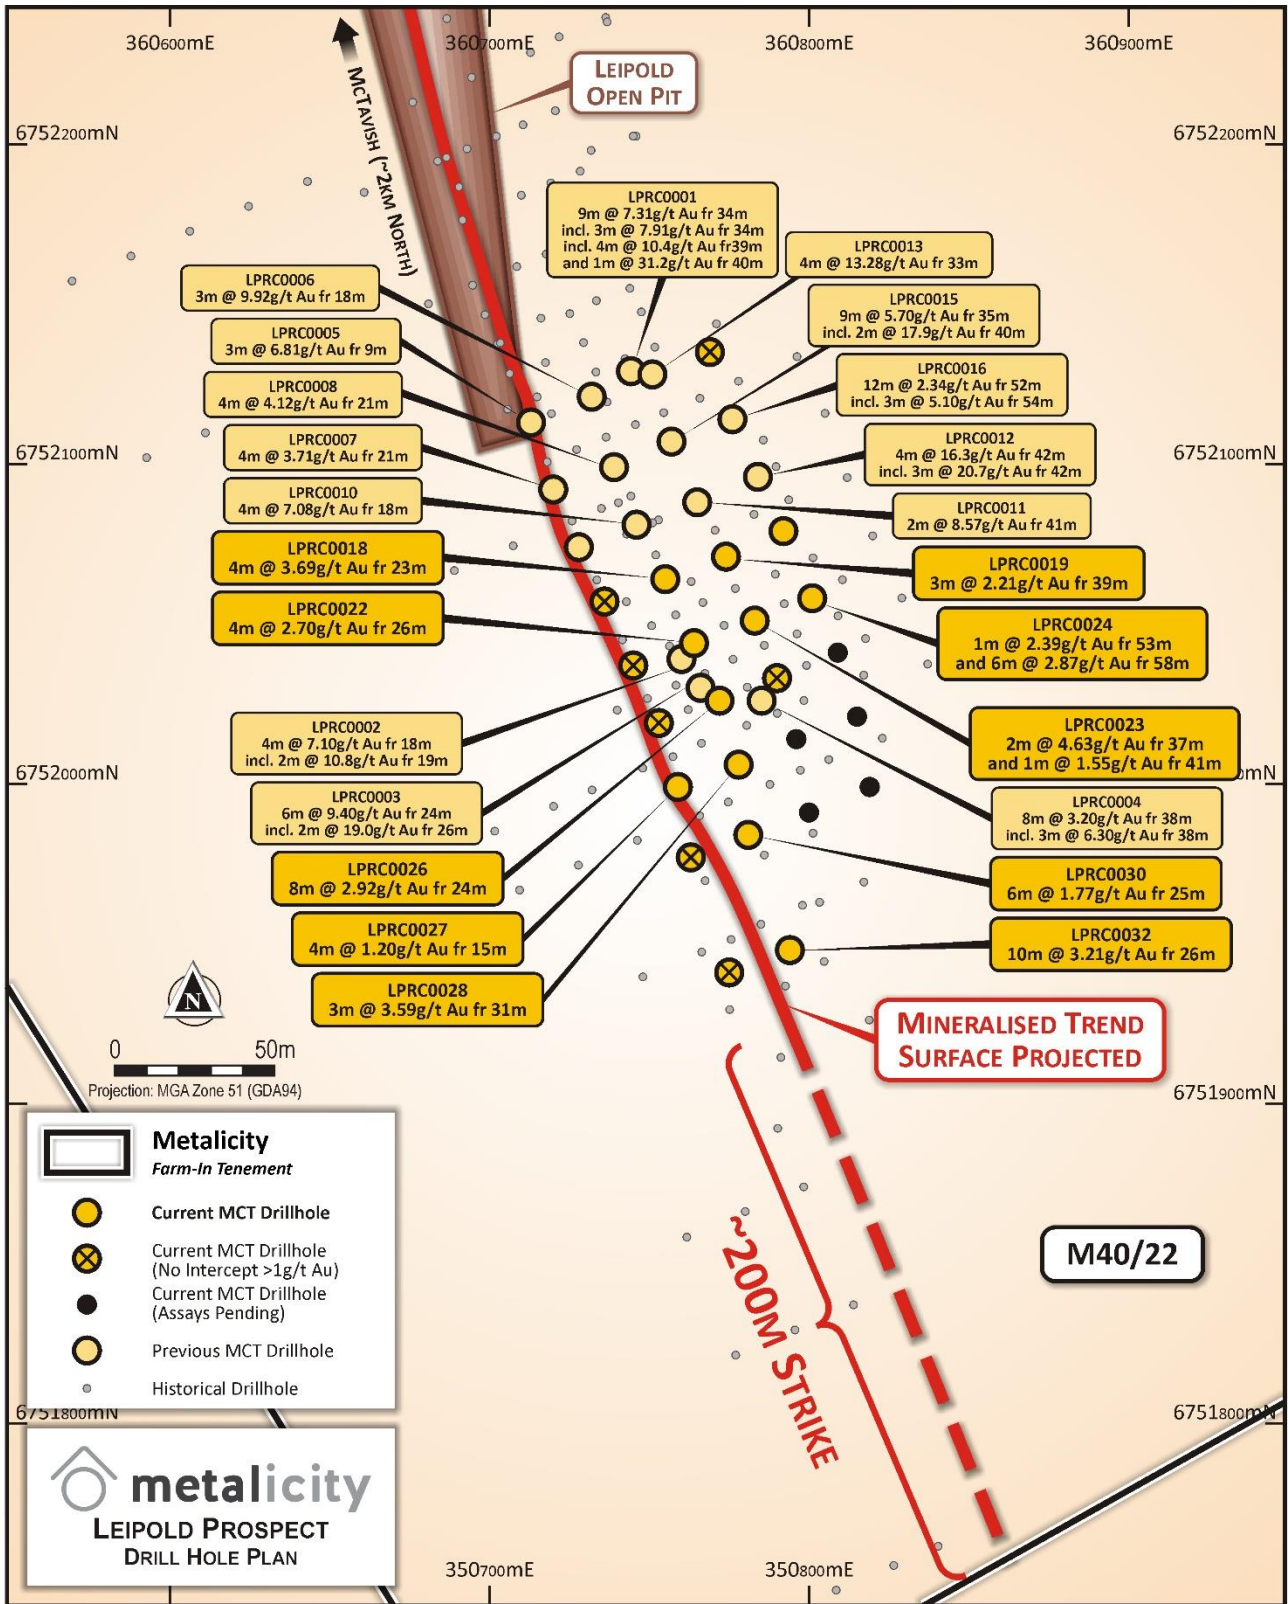 360600mE
360700mE
360800mE
360900mE
LEIPOLD
OPEN PIT
MCTAVISH (~2KM NORTH)
6752200mN
6752200mN
LPRC0001
9m @ 7.31g/t Au fr 34m
incl. 3m @ 7.91g/t Au fr 34m
incl. 4m @ 10.4g/t Au fr39m
and 1m @ 31.2g/t Au fr 40m
LPRC0013
4m @ 13.28g/t Au fr 33m
LPRC0006
3m @ 9.92g/t Au fr 18m
LPRC0015
9m @ 5.70g/t Au fr 35m
incl. 2m @ 17.9g/t Au fr 40m
LPRC0005
3m @ 6.81g/t Au fr 9m
LPRC0016
12m @ 2.34g/t Au fr 52m
incl. 3m @ 5.10g/t Au fr 54m
LPRC0008
4m @ 4.12g/t Au fr 21m
LPRC0007
4m @ 3.71g/t Au fr 21m
LPRC0012
4m @ 16.3g/t Au fr 42m
incl. 3m @ 20.7g/t Au fr 42m
6752100mN
6752100mN
LPRC0010
4m @ 7.08g/t Au fr 18m
LPRC0011
2m @ 8.57g/t Au fr 41m
LPRC0018
4m @ 3.69g/t Au fr 23m
LPRC0019
3m @ 2.21g/t Au fr 39m
LPRC0022
4m @ 2.70g/t Au fr 26m
LPRC0024
1m @ 2.39g/t Au fr 53m
and 6m @ 2.87g/t Au fr 58m
LPRC0002
4m @ 7.10g/t Au fr 18m
incl. 2m @ 10.8g/t Au fr 19m
LPRC0023
2m @ 4.63g/t Au fr 37m
and 1m @ 1.55g/t Au fr 41m
6752000mN
0mN
LPRC0003
6m @ 9.40g/t Au fr 24m
incl. 2m @ 19.0g/t Au fr 26m
LPRC0004
8m @ 3.20g/t Au fr 38m
incl. 3m @ 6.30g/t Au fr 38m
LPRC0026
8m @ 2.92g/t Au fr 24m
LPRC0030
6m @ 1.77g/t Au fr 25m
LPRC0027
4m @ 1.20g/t Au fr 15m
LPRC0032
10m @ 3.21g/t Au fr 26m
LPRC0028
3m @ 3.59g/t Au fr 31m
N
MINERALISED TREND
SURFACE PROJECTED
0 50m
Projection: MGA Zone 51 (GDA94)
6751900mN
Metalicity
Farm-In Tenement
Current MCT Drillhole
Current MCT Drillhole
(No Intercept >1g/t Au)
Current MCT Drillhole
(Assays Pending)
Previous MCT Drillhole
Historical Drillhole
~200M STRIKE
M40/22
6751800mN
6751800mN
metalicity
LEIPOLD PROSPECT
DRILL HOLE PLAN
350700mE
350800mE